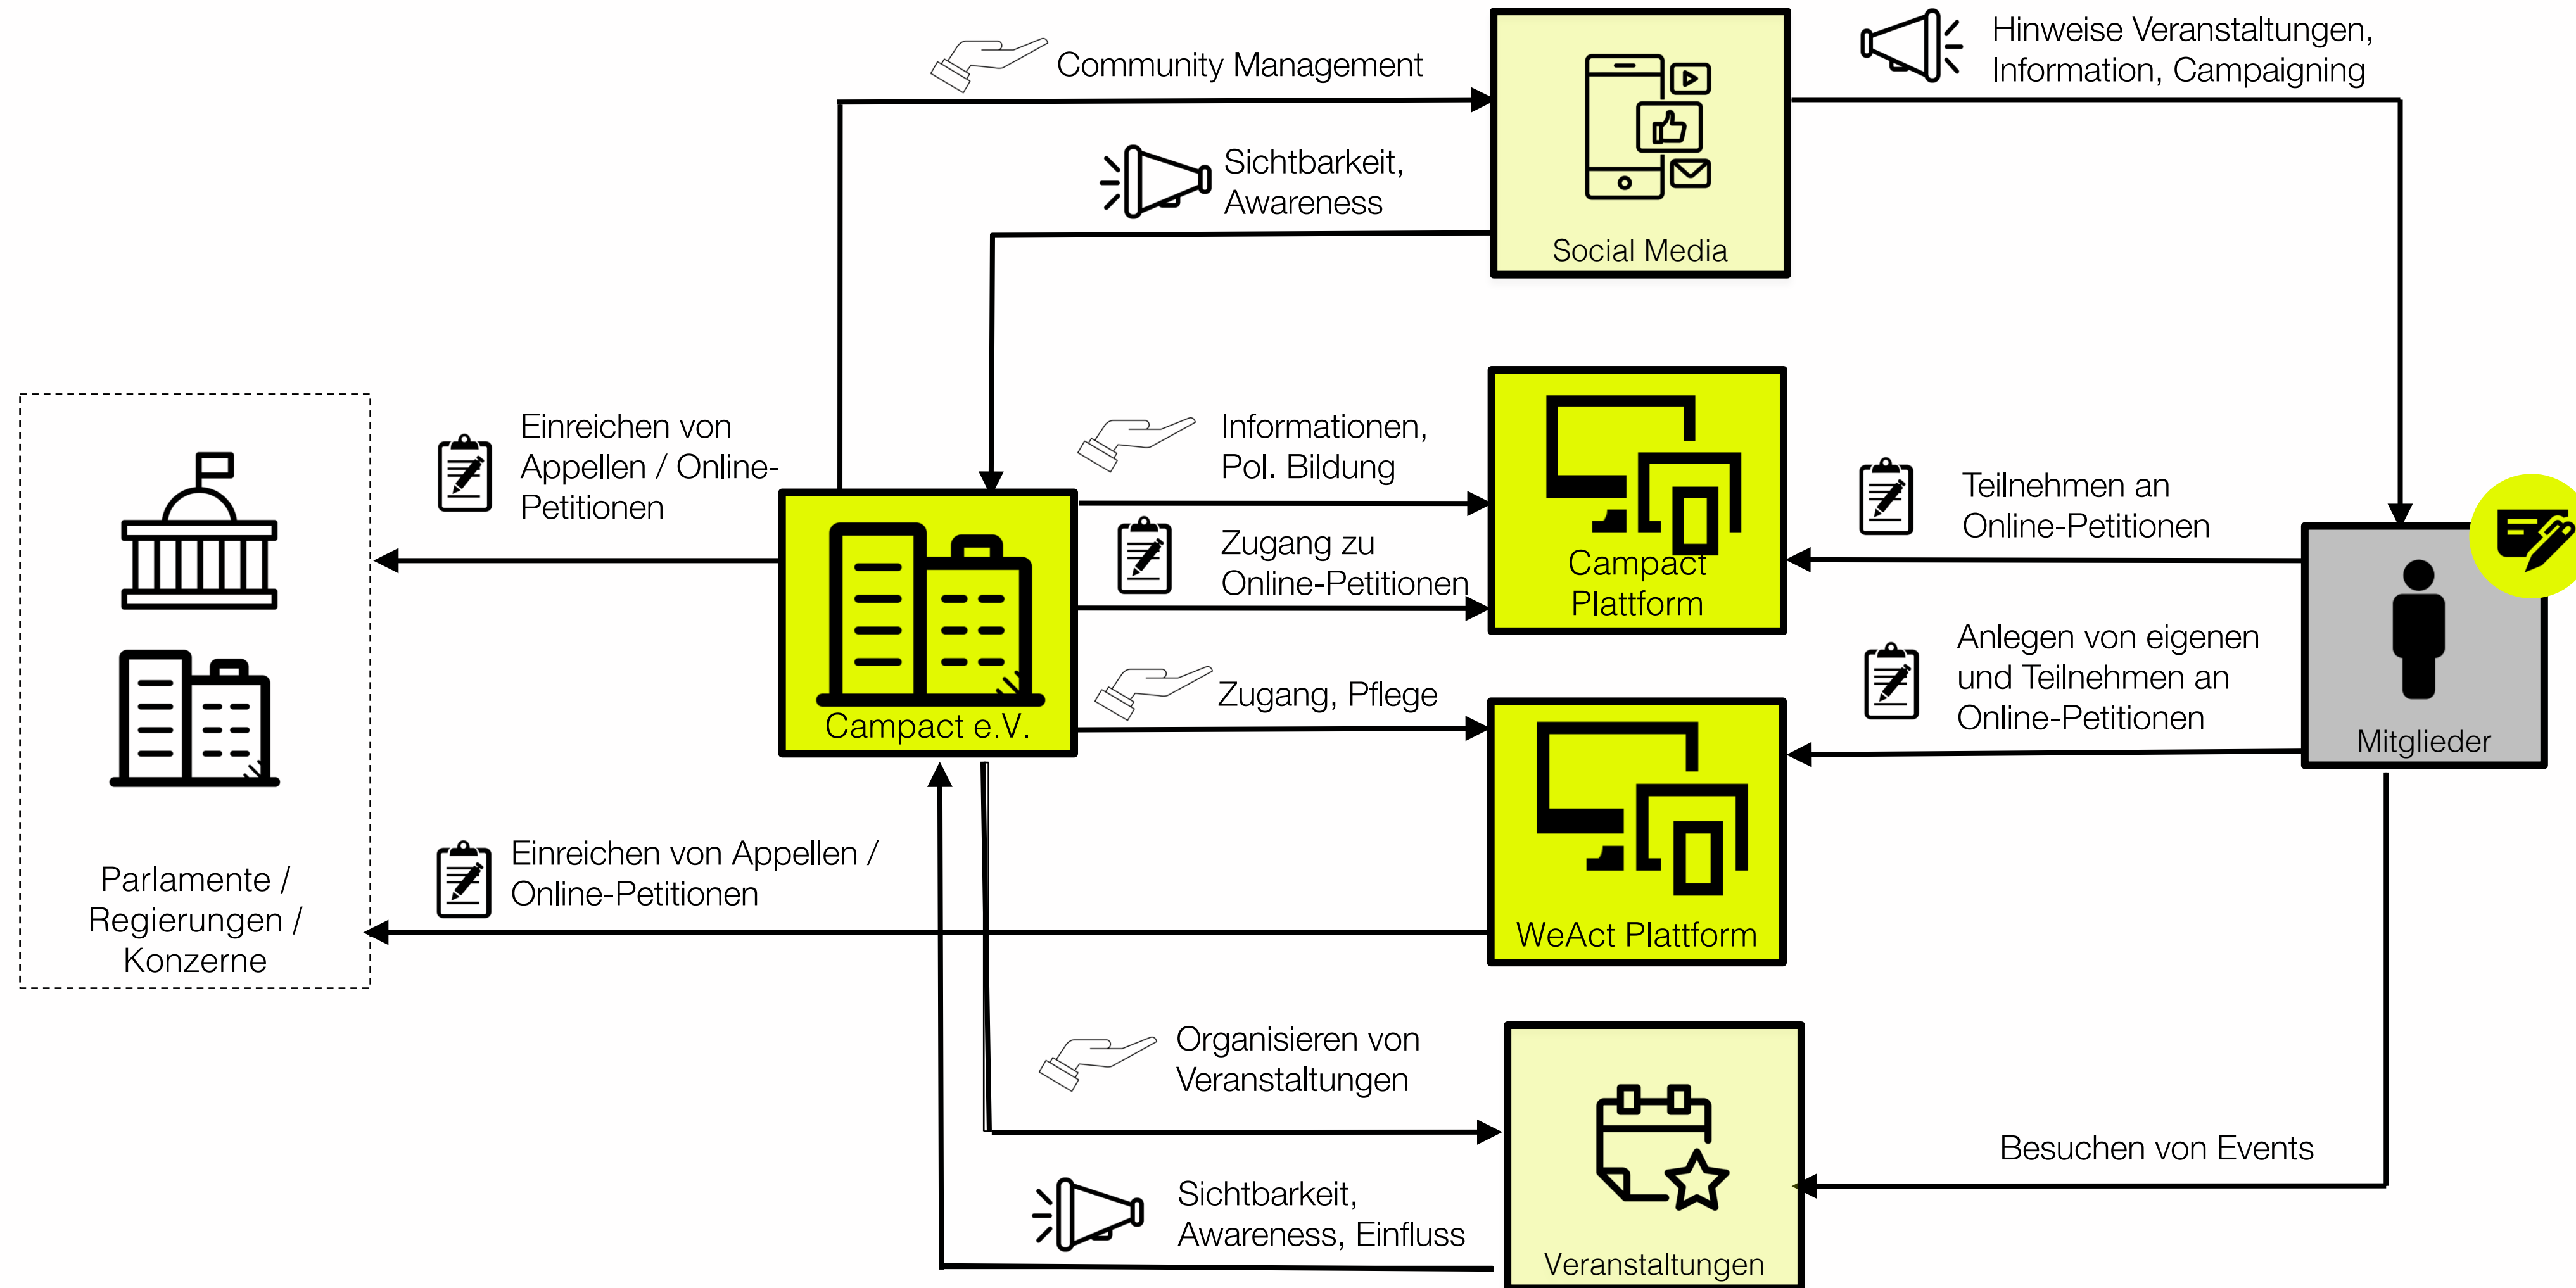 Community Management
Hinweise Veranstaltungen,
Information, Campaigning
Sichtbarkeit,
Awareness
Social Media
Einreichen von
Appellen / Online-
Petitionen
Informationen,
Pol. Bildung
Zugang zu
Online-Petitionen
Campact
Plattform
Teilnehmen an
Online-Petitionen
Campact e.V.
Zugang, Pflege
Anlegen von eigenen
und Teilnehmen an
Online-Petitionen
Mitglieder
Parlamente /
Regierungen /
Konzerne
Einreichen von Appellen /
Online-Petitionen
WeAct Plattform
Organisieren von
Veranstaltungen
Besuchen von Events
Sichtbarkeit,
Awareness, Einfluss
Veranstaltungen